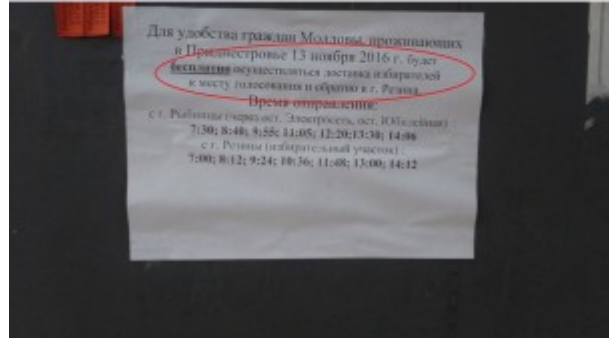 Для удобства граждан Молдовы, проживающих
в Приднестровье 13 ноября 2016 г. будет
бесплатно осуществляться доставка избирателей
к месту голосования и обратно в г. Резина.
Время отправления:
с г. Рыбницы (через ост. Электросеть, ост. Юбилейная) :
7:30; 8:40; 9:55; 11:05; 12:20;13:30; 14:06
с г. Резины (избирательный участок) :
7:00; 8:12; 9:24; 10:36; 11:48; 13:00; 14:12